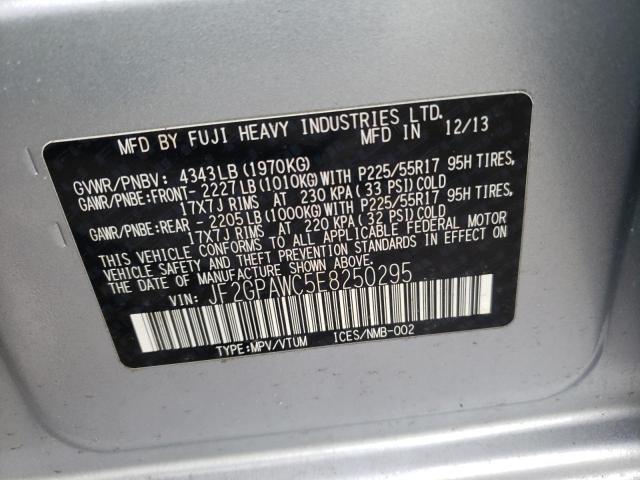 MFD BY FUJI HEAVY INDUSTRIES LTD.
MFD IN 12/13
GVWR/PNBV: 4343LB(1970KG)
GAWR/PNBE:FRONT- 2227LB(1010KG)WITH P225/55R17 95H TIRES,
17X7J RIMS AT 230 KPA(33 PSI)COLD
GAWR/PNBE:REAR - 2205LB(1000KG)WITH P225/55R17 95H TIRES,
17X7J RIMS AT 220 KPA(32 PSI)COLD
THIS VEHICLE CONFORMS TO ALL APPLICABLE FEDERAL MOTOR
VEHICLE SAFETY AND THEFT PREVENTION STANDARDS IN EFFECT ON
THE DATE OF MANUFACTURE SHOWN ABOVE.
VIN: JF2GPAWC5E8250295
TYPE:MPV/VTUM ICES/NMB-002